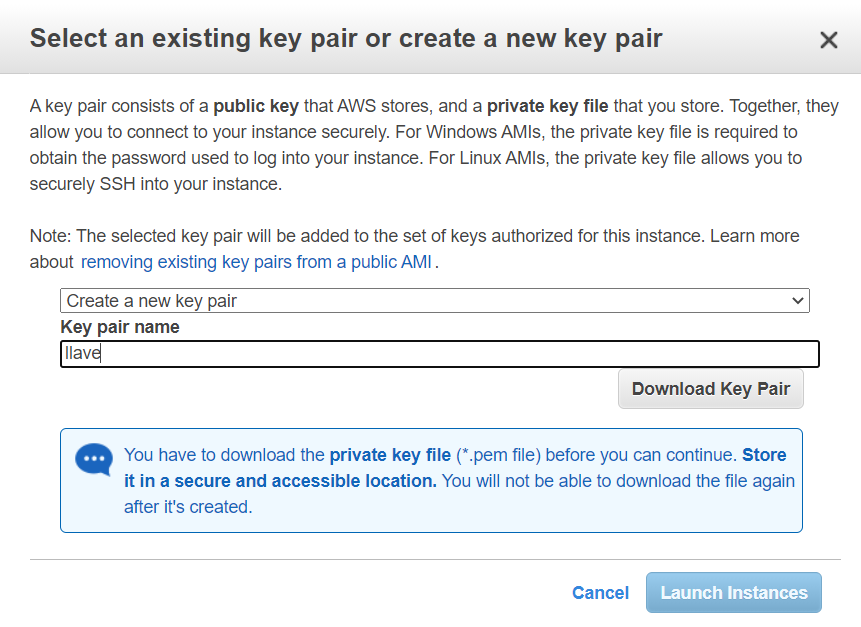 Select an existing key pair or create a new key pair
A key pair consists of a public key that AWS stores, and a private key file that you store. Together, they
allow you to connect to your instance securely. For Windows AMIs, the private key file is required to
obtain the password used to log into your instance. For Linux AMIs, the private key file allows you to
securely SSH into your instance.
Note: The selected key pair will be added to the set of keys authorized for this instance. Learn more
about removing existing key pairs from a public AMI .
Create a new key pair
Key pair name
llave
Download Key Pair
You have to download the private key file (*.pem file) before you can continue. Store
it in a secure and accessible location. You will not be able to download the file again
after it's created.
Cancel
Launch Instances